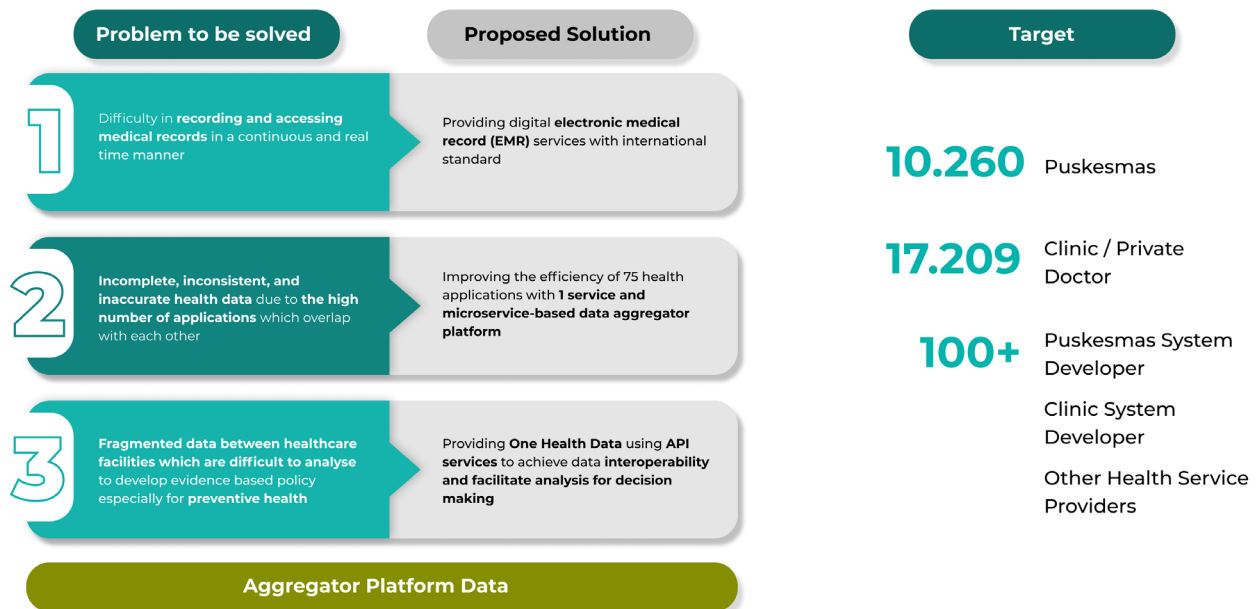 Problem to be solved
Proposed Solution
Target
1
Difficulty in recording and accessing
medical records in a continuous and real
time manner
Providing digital electronic medical
record (EMR) services with international
standard
2
Incomplete, inconsistent, and
inaccurate health data due to the high
number of applications which overlap
with each other
Improving the efficiency of 75 health
applications with 1 service and
microservice-based data aggregator
platform
3
Fragmented data between healthcare
facilities which are difficult to analyse
to develop evidence based policy
especially for preventive health
Providing One Health Data using API
services to achieve data interoperability
and facilitate analysis for decision
making
Aggregator Platform Data
10.260 Puskesmas
17.209 Clinic / Private
Doctor
100+ Puskesmas System
Developer
Clinic System
Developer
Other Health Service
Providers